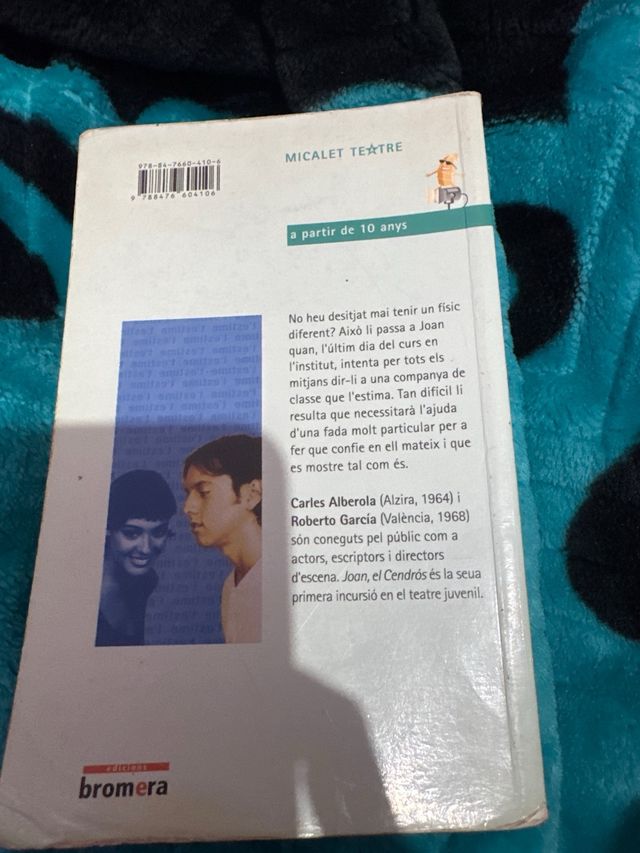 978-84-7660-410-6
9 788476 604106
MICALET TE★TRE
a partir de 10 anys
No heu desitjat mai tenir un físic
diferent? Això li passa a Joan
quan, l'últim dia del curs en
l'institut, intenta per tots els
mitjans dir-li a una companya de
classe que l'estima. Tan difícil li
resulta que necessitarà l'ajuda
d'una fada molt particular per a
fer que confie en ell mateix i que
es mostre tal com és.
Carles Alberola (Alzira, 1964) i
Roberto García (València, 1968)
són coneguts pel públic com a
actors, escriptors i directors
d'escena. Joan, el Cendrós és la seua
primera incursió en el teatre juvenil.
edicions
bromera